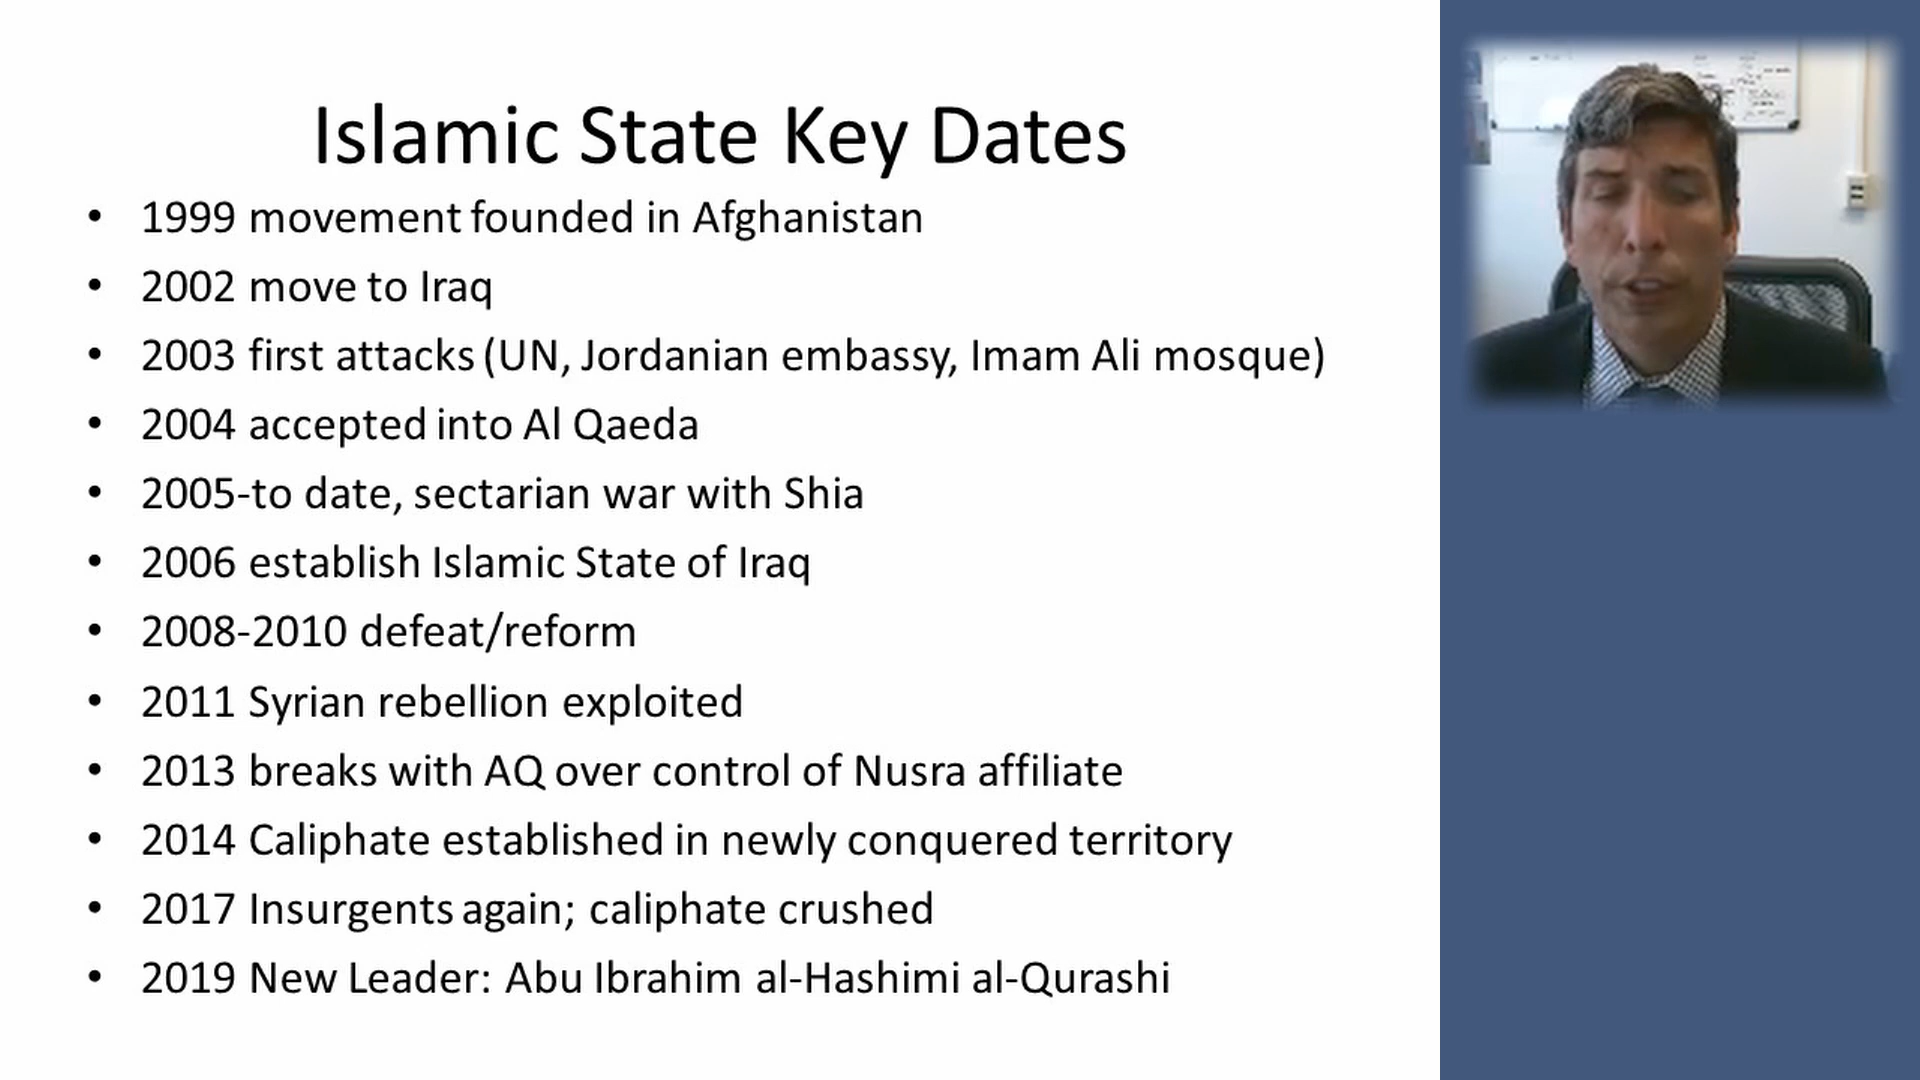 Islamic State Key Dates
• 1999 movement founded in Afghanistan
• 2002 move to Iraq
• 2003 first attacks (UN, Jordanian embassy, Imam Ali mosque)
• 2004 accepted into Al Qaeda
• 2005-to date, sectarian war with Shia
• 2006 establish Islamic State of Iraq
• 2008-2010 defeat/reform
• 2011 Syrian rebellion exploited
• 2013 breaks with AQ over control of Nusra affiliate
• 2014 Caliphate established in newly conquered territory
• 2017 Insurgents again; caliphate crushed
• 2019 New Leader: Abu Ibrahim al-Hashimi al-Qurashi